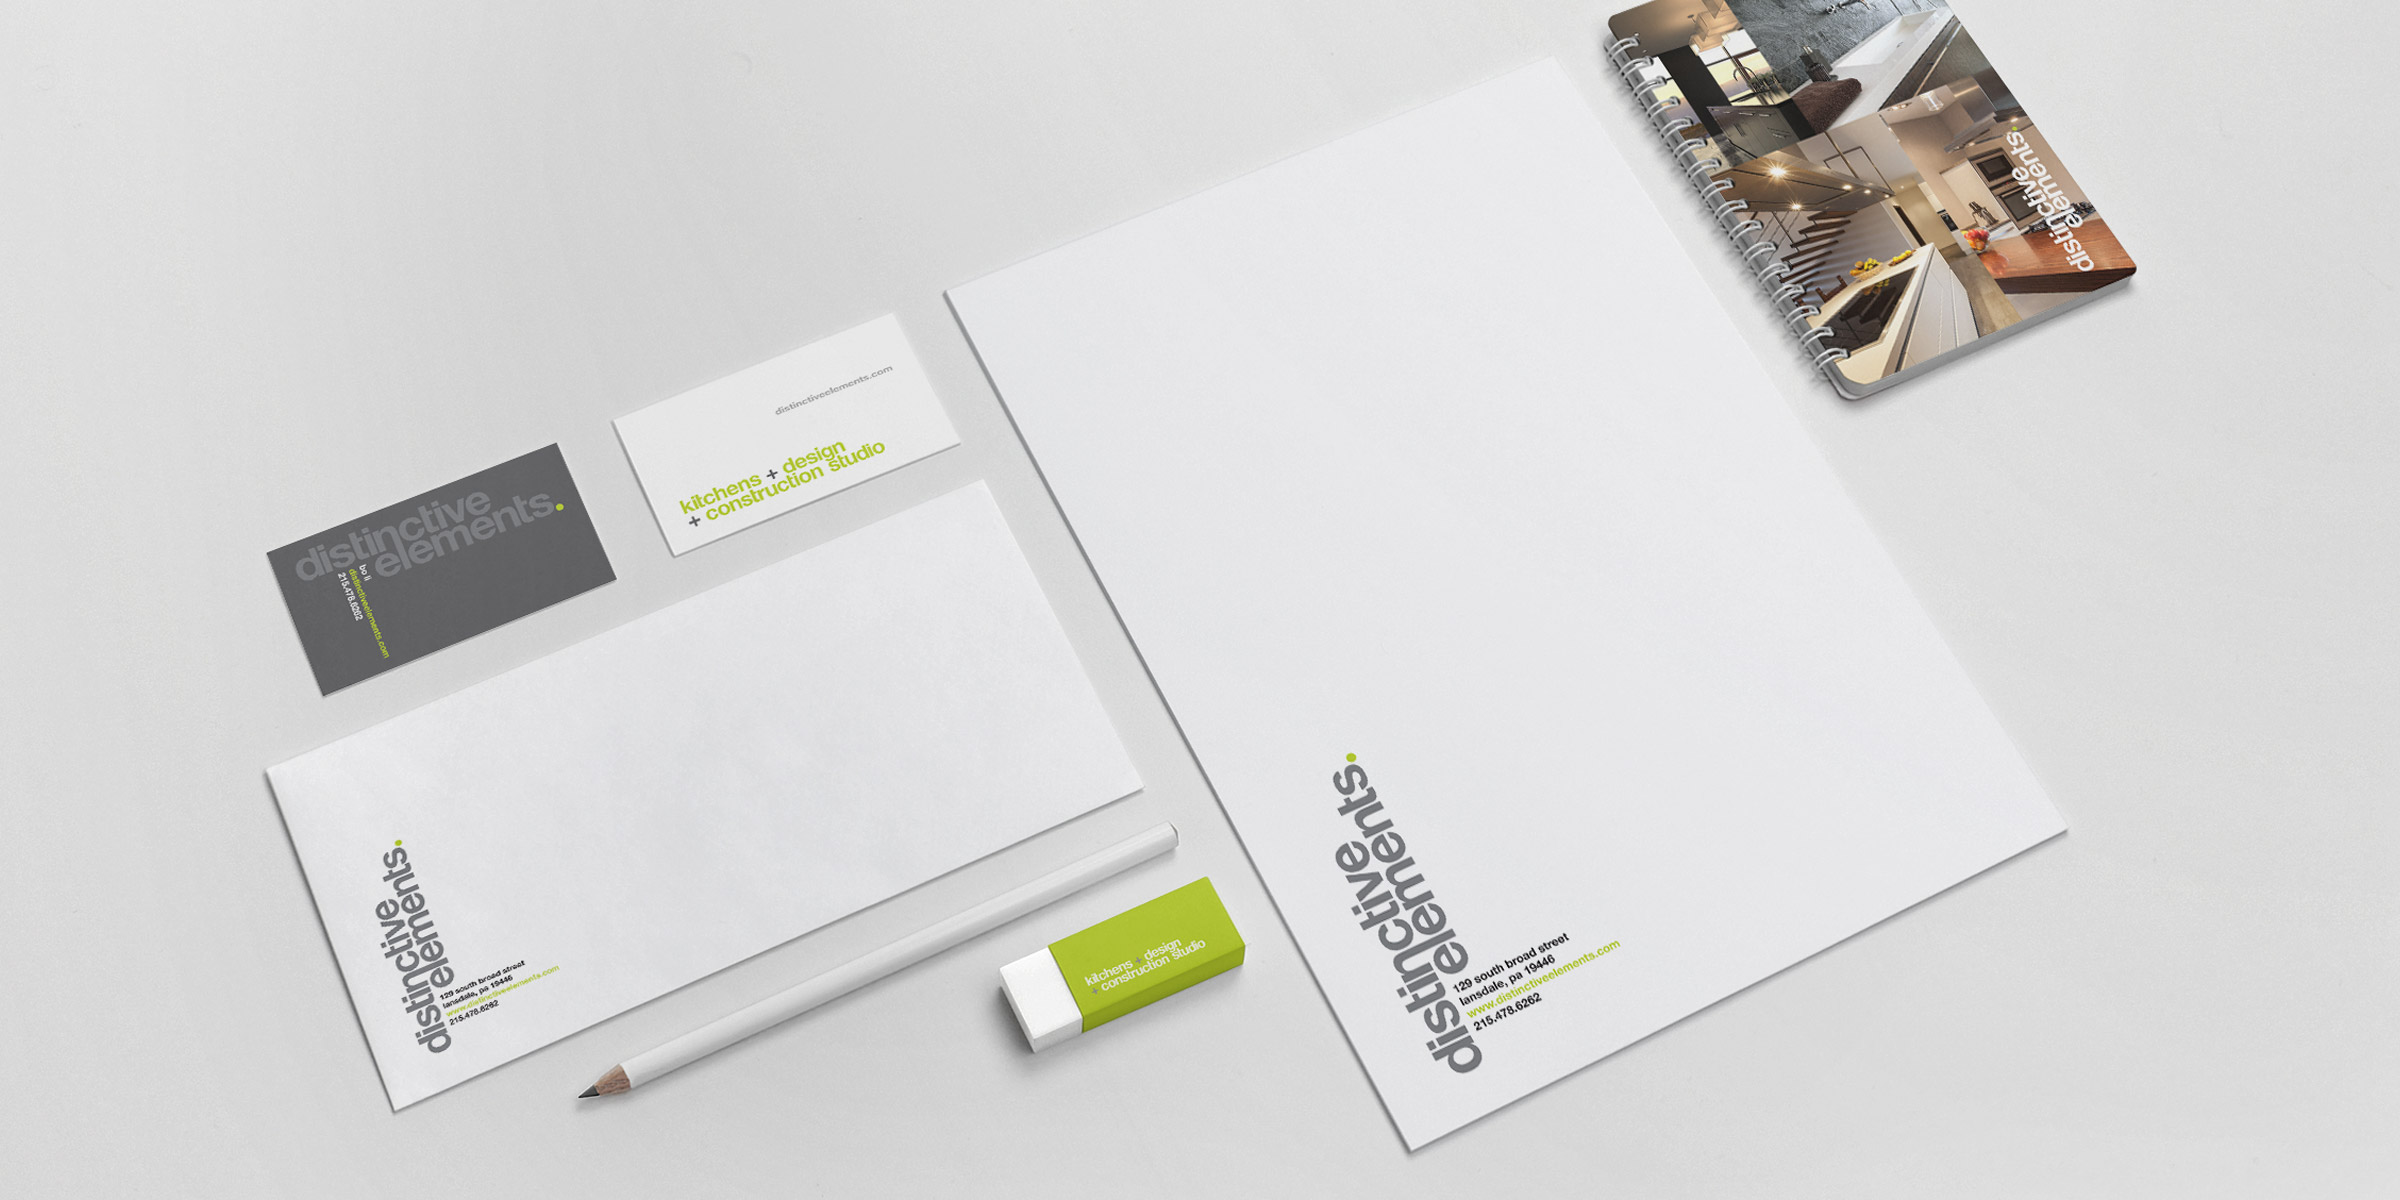 distinctive
elements.
bo li
distinctiveelements.com
215.478.6262
distinctiveelements.com
kitchens + design
+ construction studio
distinctive
elements.
129 south broad street
lansdale, pa 19446
www.distinctiveelements.com
215.478.6262
kitchens + design
+ construction studio
distinctive
elements.
129 south broad street
lansdale, pa 19446
www.distinctiveelements.com
215.478.6262
distinctive
elements.